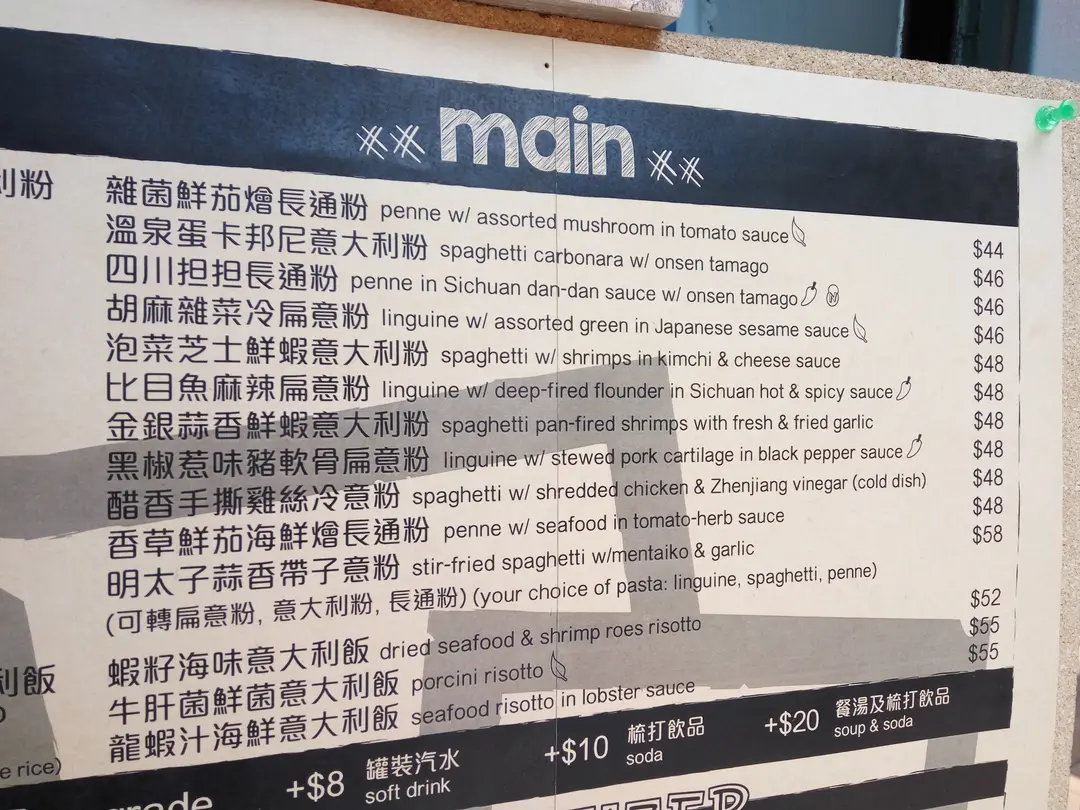 main
利粉
雜菌鮮茄燴長通粉 penne w/ assorted mushroom in tomato sauce $44
溫泉蛋卡邦尼意大利粉 spaghetti carbonara w/ onsen tamago $46
四川担担長通粉 penne in Sichuan dan-dan sauce w/ onsen tamago $46
胡麻雜菜冷扁意粉 linguine w/ assorted green in Japanese sesame sauce $46
泡菜芝士鮮蝦意大利粉 spaghetti w/ shrimps in kimchi & cheese sauce $48
比目魚麻辣扁意粉 linguine w/ deep-fired flounder in Sichuan hot & spicy sauce $48
金銀蒜香鮮蝦意大利粉 spaghetti pan-fired shrimps with fresh & fried garlic $48
黑椒惹味豬軟骨扁意粉 linguine w/ stewed pork cartilage in black pepper sauce $48
醋香手撕雞絲冷意粉 spaghetti w/ shredded chicken & Zhenjiang vinegar (cold dish) $48
香草鮮茄海鮮燴長通粉 penne w/ seafood in tomato-herb sauce $48
明太子蒜香帶子意粉 stir-fried spaghetti w/mentaiko & garlic $58
(可轉扁意粉, 意大利粉, 長通粉) (your choice of pasta: linguine, spaghetti, penne)
蝦籽海味意大利飯 dried seafood & shrimp roes risotto $52
利飯
牛肝菌鮮菌意大利飯 porcini risotto $55
龍蝦汁海鮮意大利飯 seafood risotto in lobster sauce $55
e rice)
+$8 罐裝汽水 soft drink
+$10 梳打飲品 soda
+$20 餐湯及梳打飲品 soup & soda